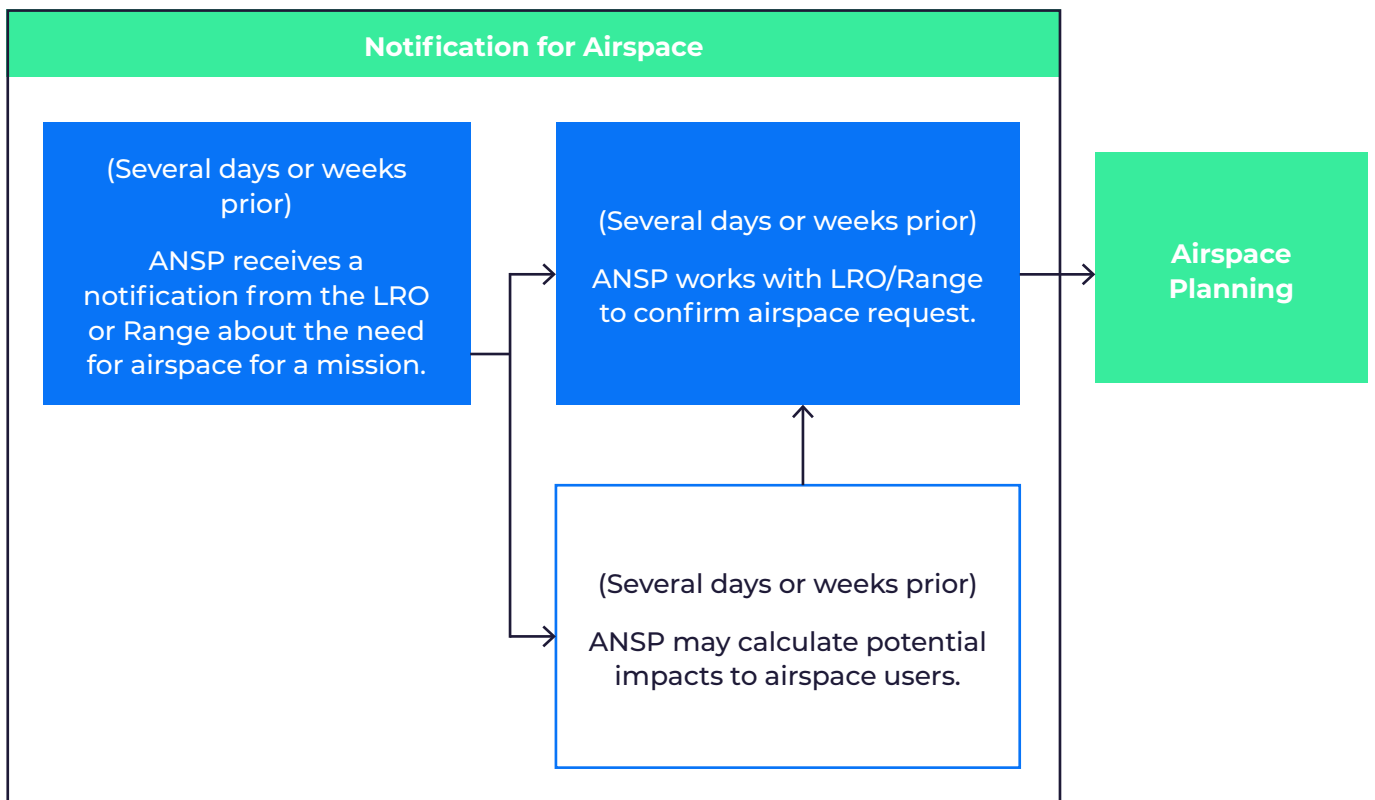 Notification for Airspace
(Several days or weeks
prior)
ANSP receives a
notification from the LRO
or Range about the need
for airspace for a mission.
(Several days or weeks prior)
ANSP works with LRO/Range
to confirm airspace request.
Airspace
Planning
(Several days or weeks prior)
ANSP may calculate potential
impacts to airspace users.